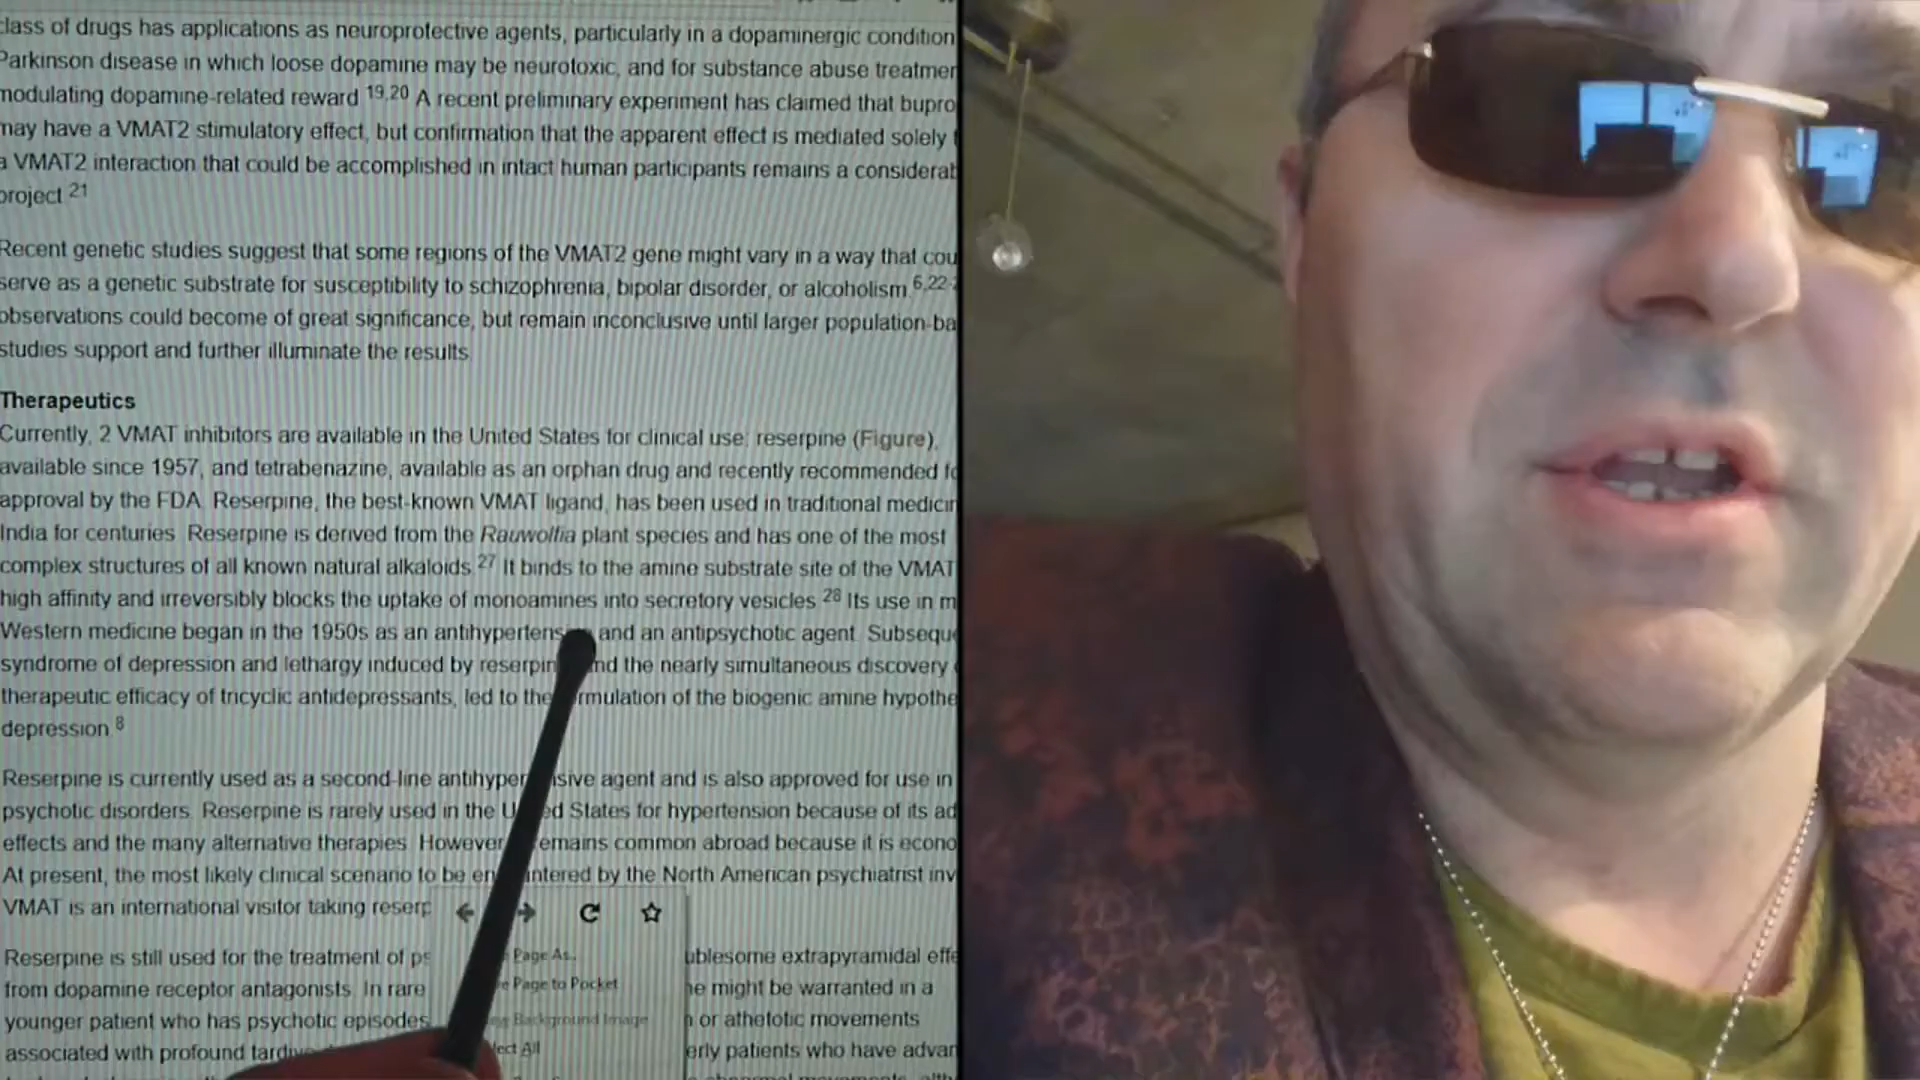 class of drugs has applications as neuroprotective agents, particularly in a dopaminergic condition
Parkinson disease in which loose dopamine may be neurotoxic, and for substance abuse
modulating dopamine-related reward 19,20 A recent preliminary experiment has claimed that
may have a VMAT2 stimulatory effect, but confirmation that the apparent effect is mediated solely
a VMAT2 interaction that could be accomplished in intact human participants remains a
project 21
Recent genetic studies suggest that some regions of the VMAT2 gene might vary in a way that cou
serve as a genetic substrate for susceptibility to schizophrenia, bipolar disorder, or alcoholism. 6,22-
observations could become of great significance, but remain inconclusive until larger population-ba
studies support and further illuminate the results
Therapeutics
Currently, 2 VMAT inhibitors are available in the United States for clinical use: reserpine (Figure),
available since 1957, and tetrabenazine, available as an orphan drug and recently recommended
approval by the FDA. Reserpine, the best-known VMAT ligand, has been used in traditional
India for centuries. Reserpine is derived from the Rauwolfia plant species and has one of the most
complex structures of all known natural alkaloids 27 It binds to the amine substrate site of the VMAT
high affinity and irreversibly blocks the uptake of monoamines into secretory vesicles 28 Its use in m
Western medicine began in the 1950s as an antihypertens and an antipsychotic agent. Subseque
syndrome of depression and lethargy induced by reserpin nd the nearly simultaneous discovery
therapeutic efficacy of tricyclic antidepressants, led to the rmulation of the biogenic amine hypothe
depression 8
Reserpine is currently used as a second-line antihyper sive agent and is also approved for use in
psychotic disorders. Reserpine is rarely used in the U ed States for hypertension because of its ad
effects and the many alternative therapies. However emains common abroad because it is econo
At present, the most likely clinical scenario to be en ntered by the North American psychiatrist inv
VMAT is an international visitor taking reserp
Reserpine is still used for the treatment of ps ublesome extrapyramidal effe
from dopamine receptor antagonists. In rare ne might be warranted in a
younger patient who has psychotic episodes n or athetotic movements
associated with profound tardive erly patients who have advan
Page As..
e Page to Pocket
Background Image
lect All